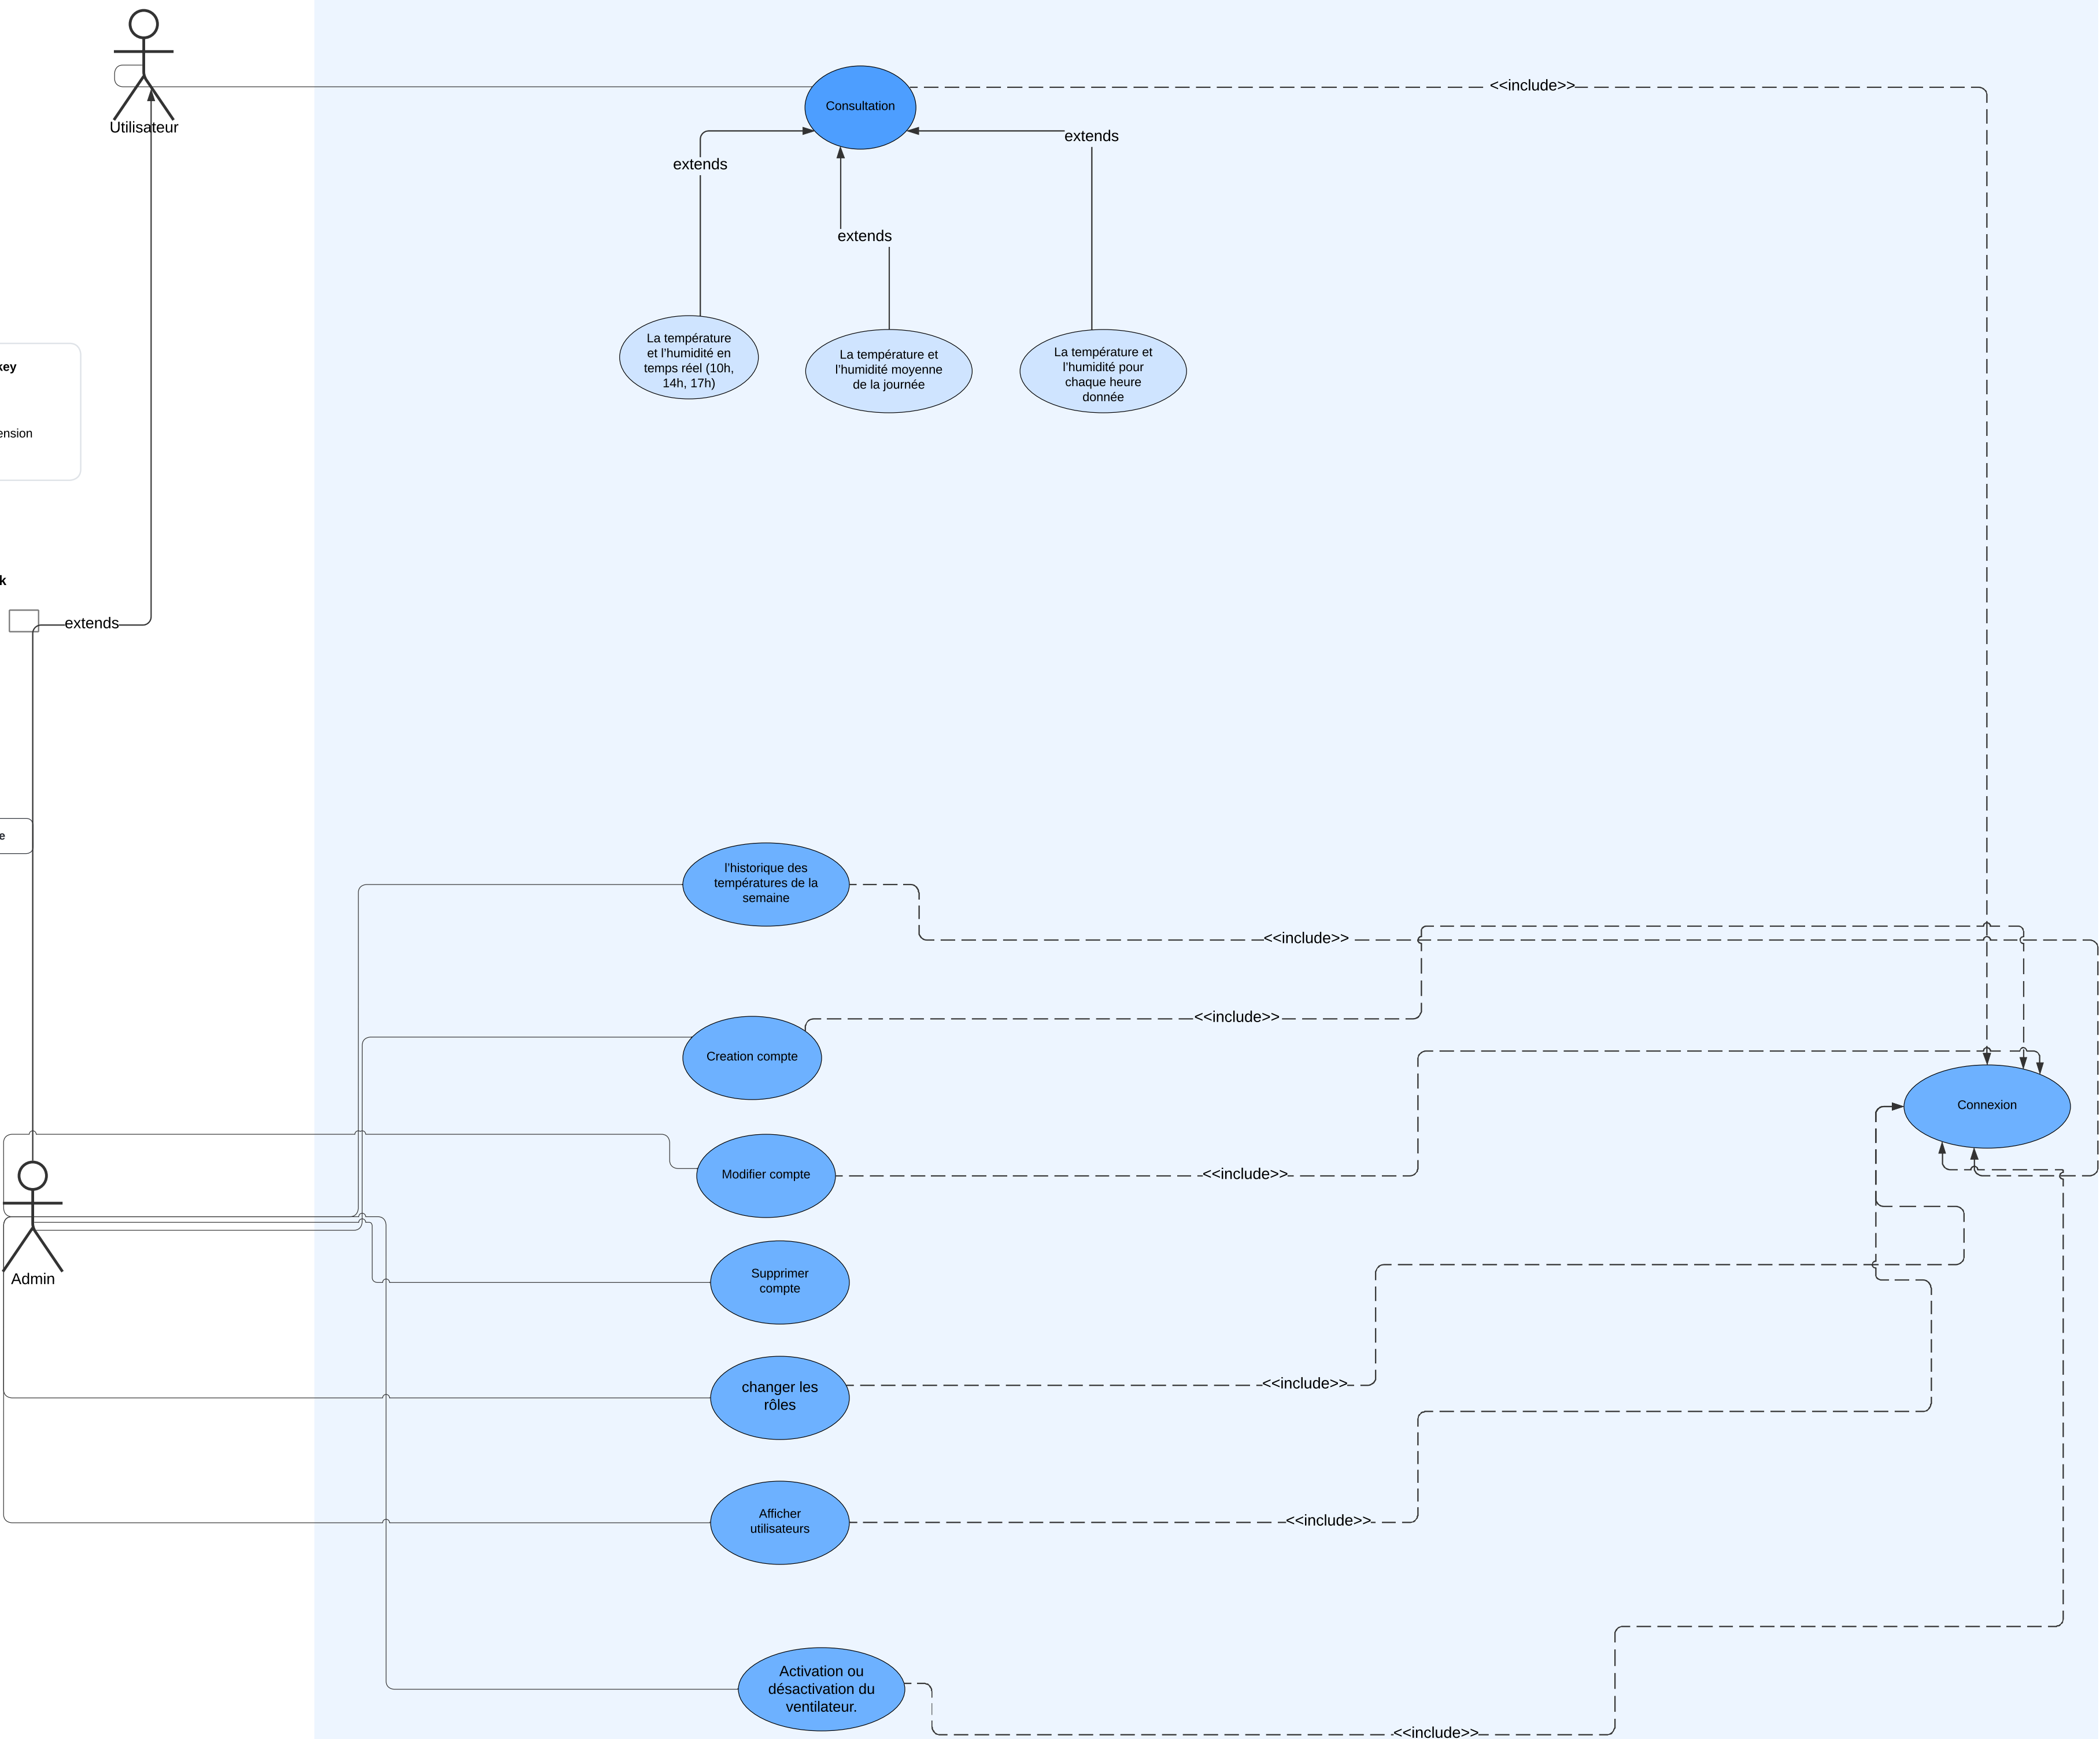 Utilisateur
Consultation
<<include>>
extends
extends
extends
La température
et l'humidité en
temps réel (10h,
14h, 17h)
La température et
l'humidité moyenne
de la journée
La température et
l'humidité pour
chaque heure
donnée
key
ension
k
extends
e
l'historique des
températures de la
semaine
<<include>>
Creation compte
<<include>>
Connexion
Modifier compte
<<include>>
Admin
Supprimer
compte
changer les
rôles
<<include>>
Afficher
utilisateurs
<<include>>
Activation ou
désactivation du
ventilateur.
<<include>>